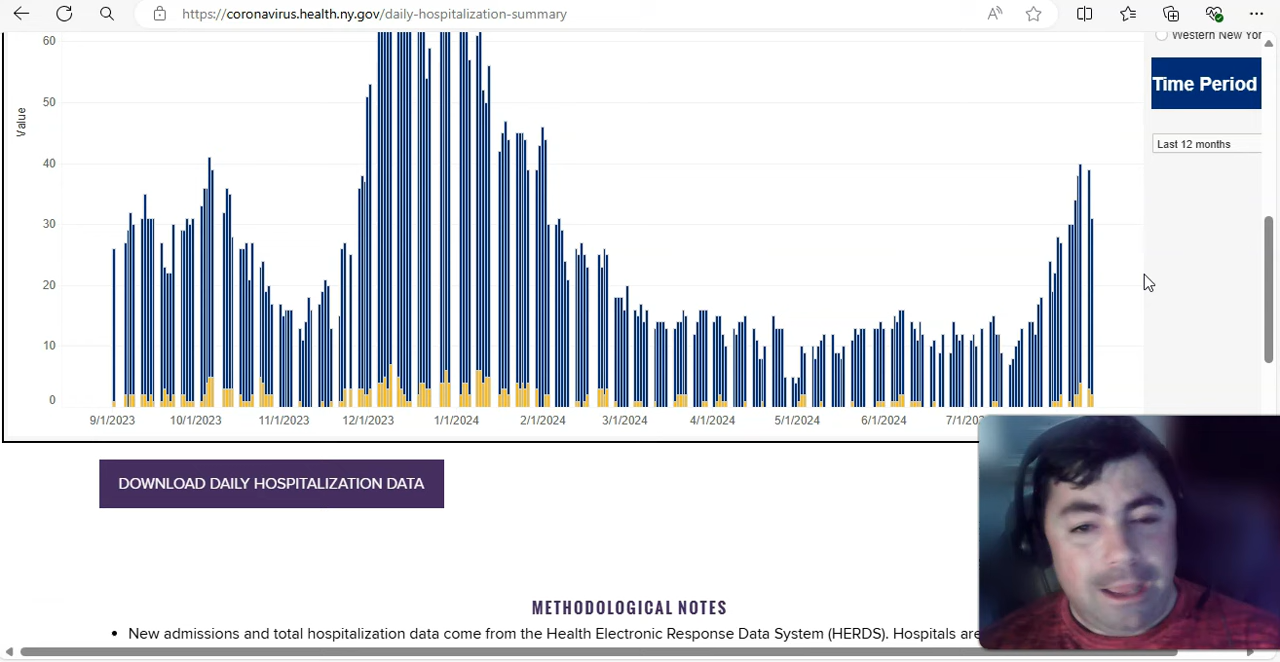 https://coronavirus.health.ny.gov/daily-hospitalization-summary
Western New Yor
Time Period
Last 12 months
Value
60
50
40
30
20
10
0
9/1/2023 10/1/2023 11/1/2023 12/1/2023 1/1/2024 2/1/2024 3/1/2024 4/1/2024 5/1/2024 6/1/2024 7/1/20
DOWNLOAD DAILY HOSPITALIZATION DATA
METHODOLOGICAL NOTES
• New admissions and total hospitalization data come from the Health Electronic Response Data System (HERDS). Hospitals are